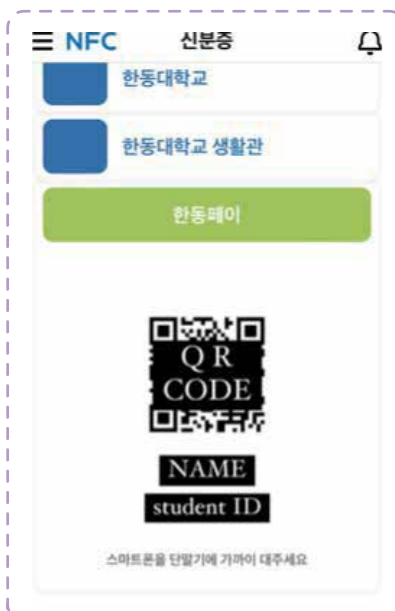 NFC 신분증
한동대학교
한동대학교 생활관
한동페이
QR
CODE
NAME
student ID
스마트폰을 단말기에 가까이 대주세요